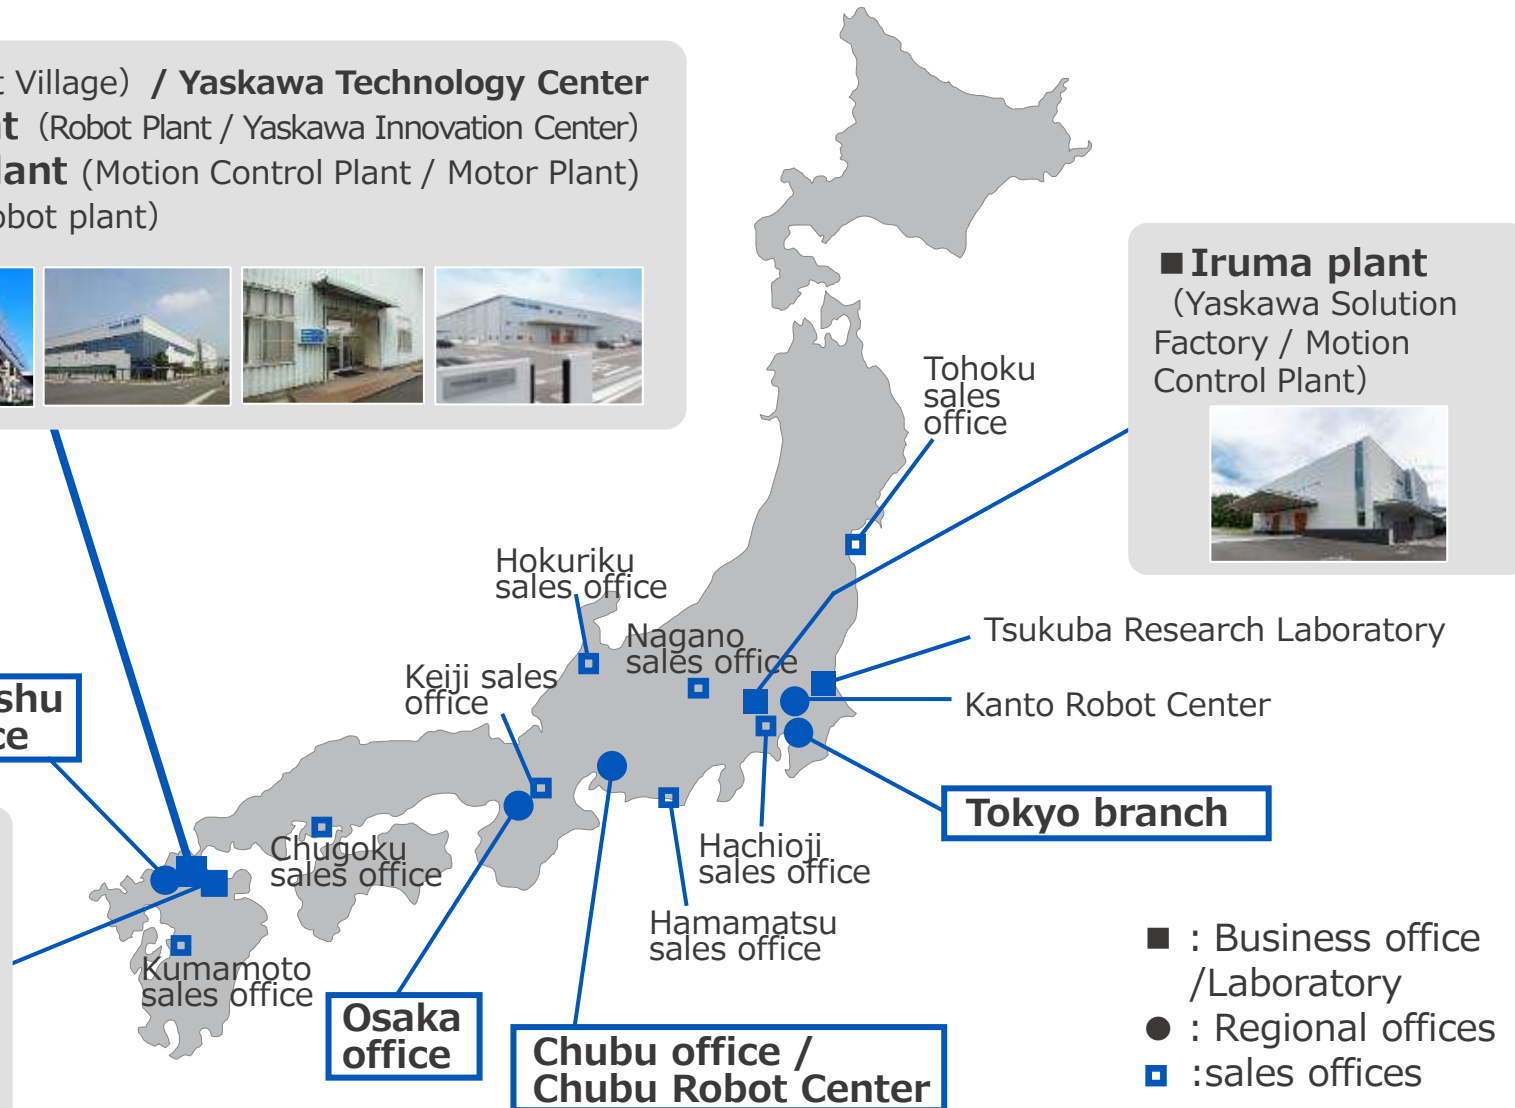 t Village）/ Yaskawa Technology Center
nt（Robot Plant / Yaskawa Innovation Center）
lant (Motion Control Plant / Motor Plant)
obot plant）
■Iruma plant
（Yaskawa Solution
Factory / Motion
Control Plant）
Tohoku
sales
office
Hokuriku
sales office
Nagano
sales office
Tsukuba Research Laboratory
Keiji sales
office
Kanto Robot Center
shu
ce
Tokyo branch
Chugoku
sales office
Hachioji
sales office
Hamamatsu
sales office
Kumamoto
sales office
Osaka
office
Chubu office /
Chubu Robot Center
■ : Business office
/Laboratory
● : Regional offices
:sales offices